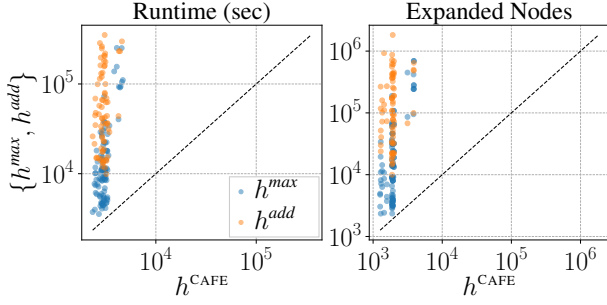 Runtime (sec)
Expanded Nodes
{h^max, h^add}
10^5
10^4
10^4
10^5
h^CAFE
h^max
h^add
10^6
10^5
10^4
10^3
10^3
10^4
10^5
10^6
h^CAFE